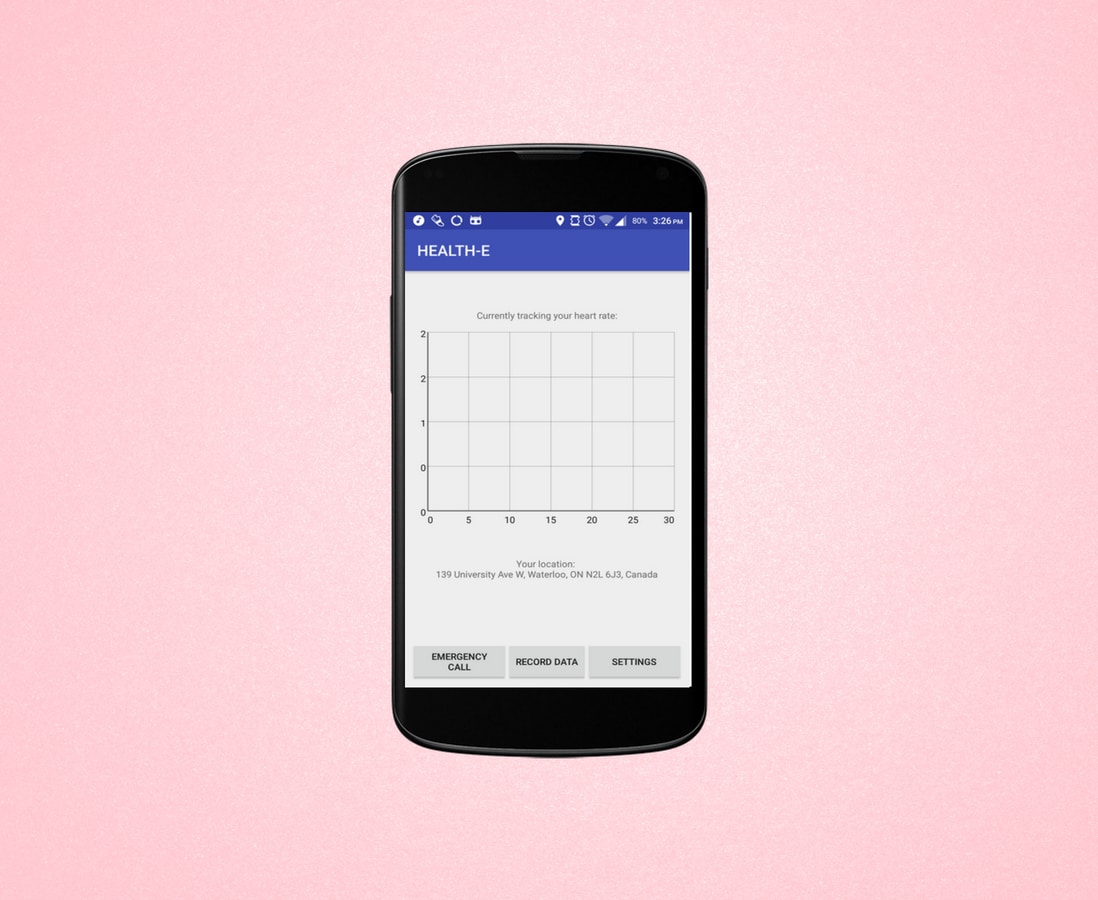 80% 3:26 PM
HEALTH-E
Currently tracking your heart rate:
2
2
1
0
0
0 5 10 15 20 25 30
Your location:
139 University Ave W, Waterloo, ON N2L 6J3, Canada
EMERGENCY
CALL
RECORD DATA
SETTINGS